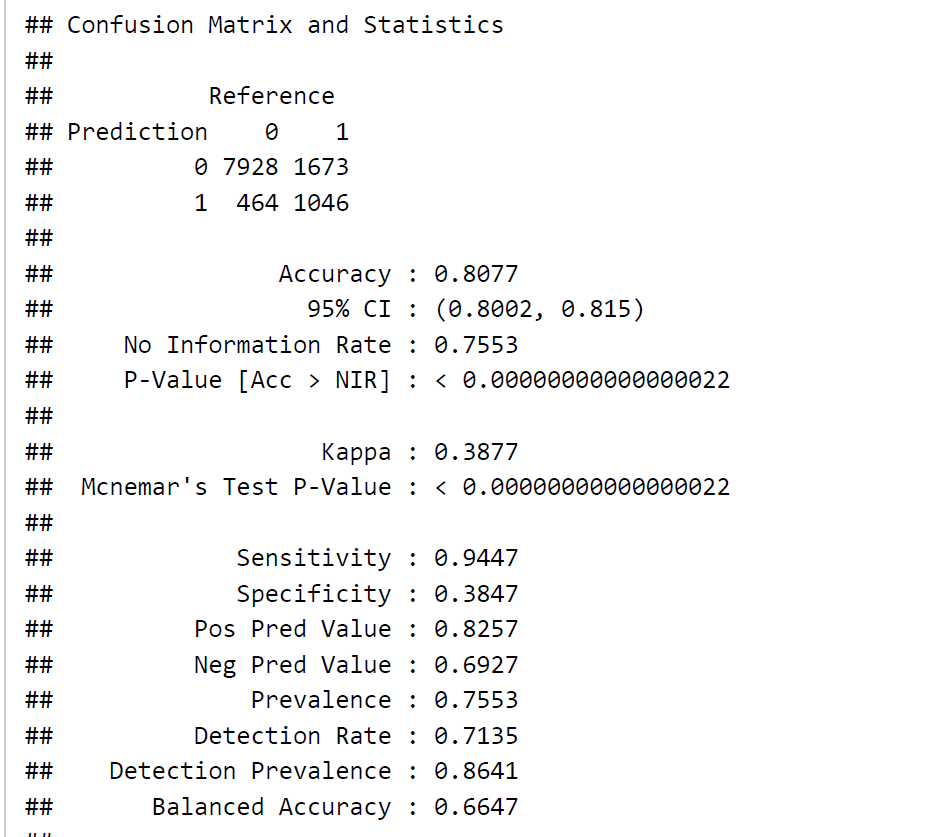 ## Confusion Matrix and Statistics
##
##           Reference
## Prediction    0    1
##          0 7928 1673
##          1  464 1046
##
##                Accuracy : 0.8077
##                  95% CI : (0.8002, 0.815)
##     No Information Rate : 0.7553
##     P-Value [Acc > NIR] : < 0.00000000000000022
##
##                   Kappa : 0.3877
##  Mcnemar's Test P-Value : < 0.00000000000000022
##
##             Sensitivity : 0.9447
##             Specificity : 0.3847
##          Pos Pred Value : 0.8257
##          Neg Pred Value : 0.6927
##              Prevalence : 0.7553
##          Detection Rate : 0.7135
##    Detection Prevalence : 0.8641
##       Balanced Accuracy : 0.6647
##